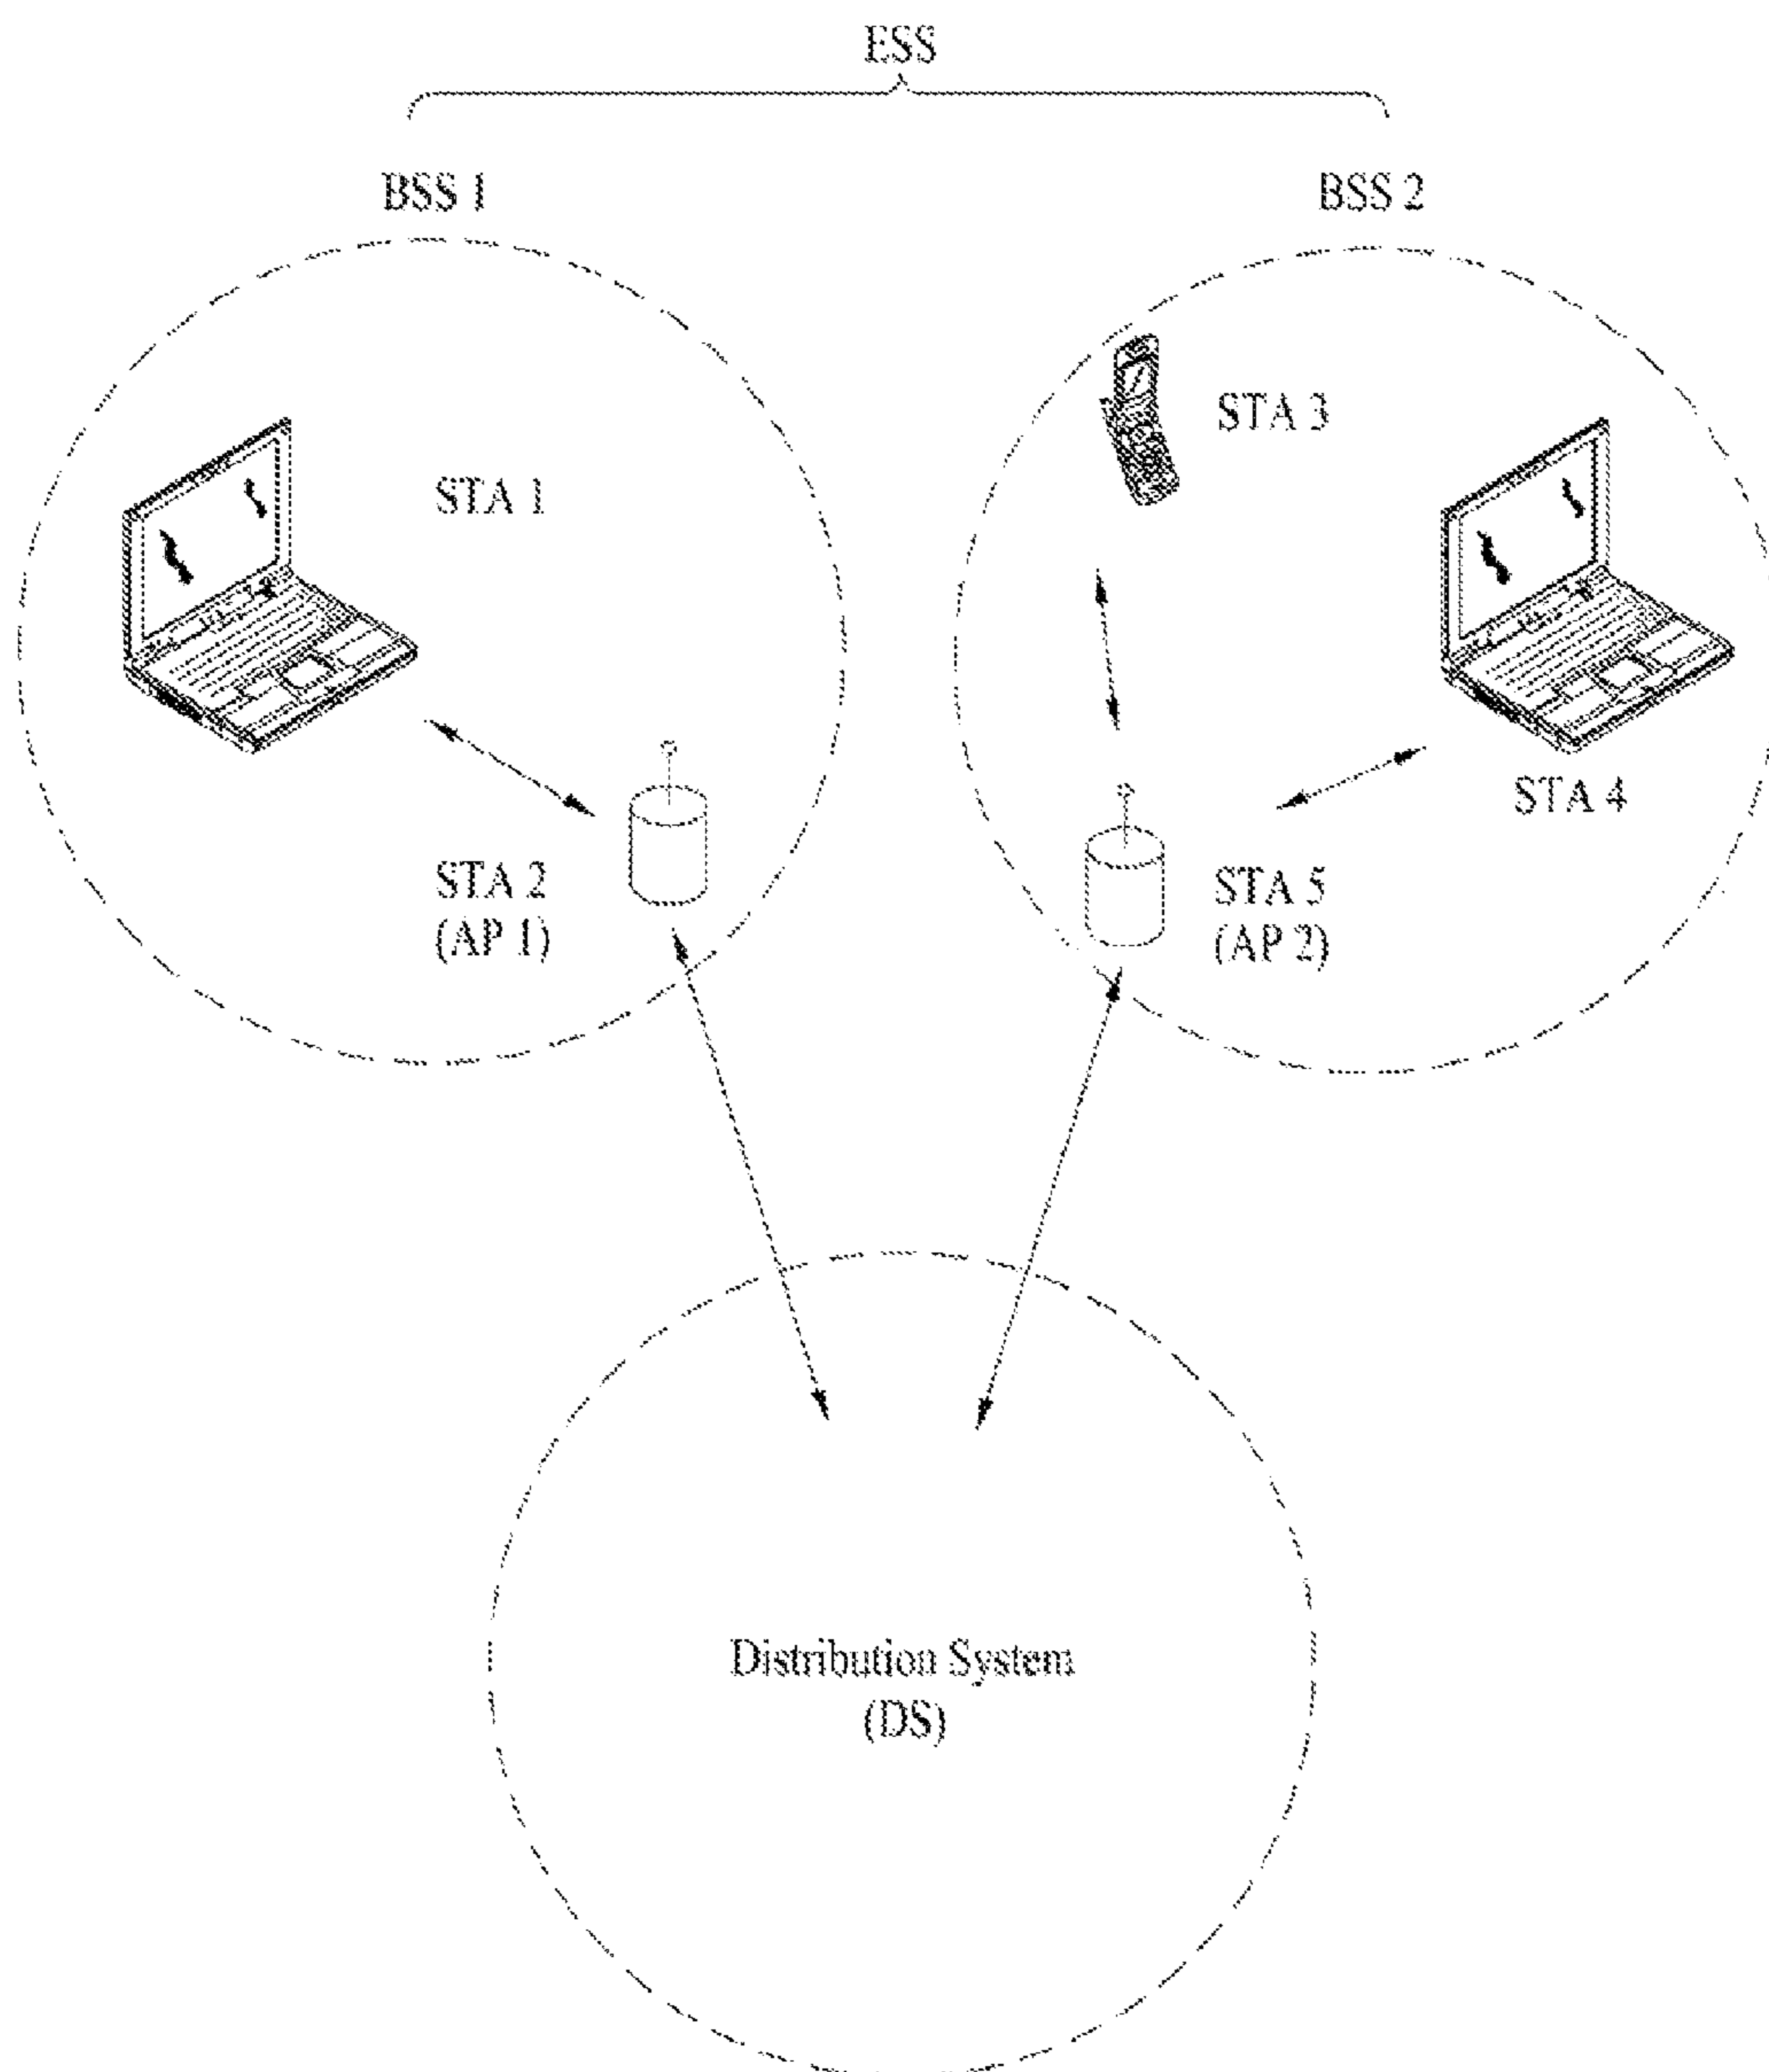 ESS
BSS 1
BSS 2
STA 3
STA 1
STA 4
STA 2
(AP 1)
STA 5
(AP 2)
Distribution System
(DS)